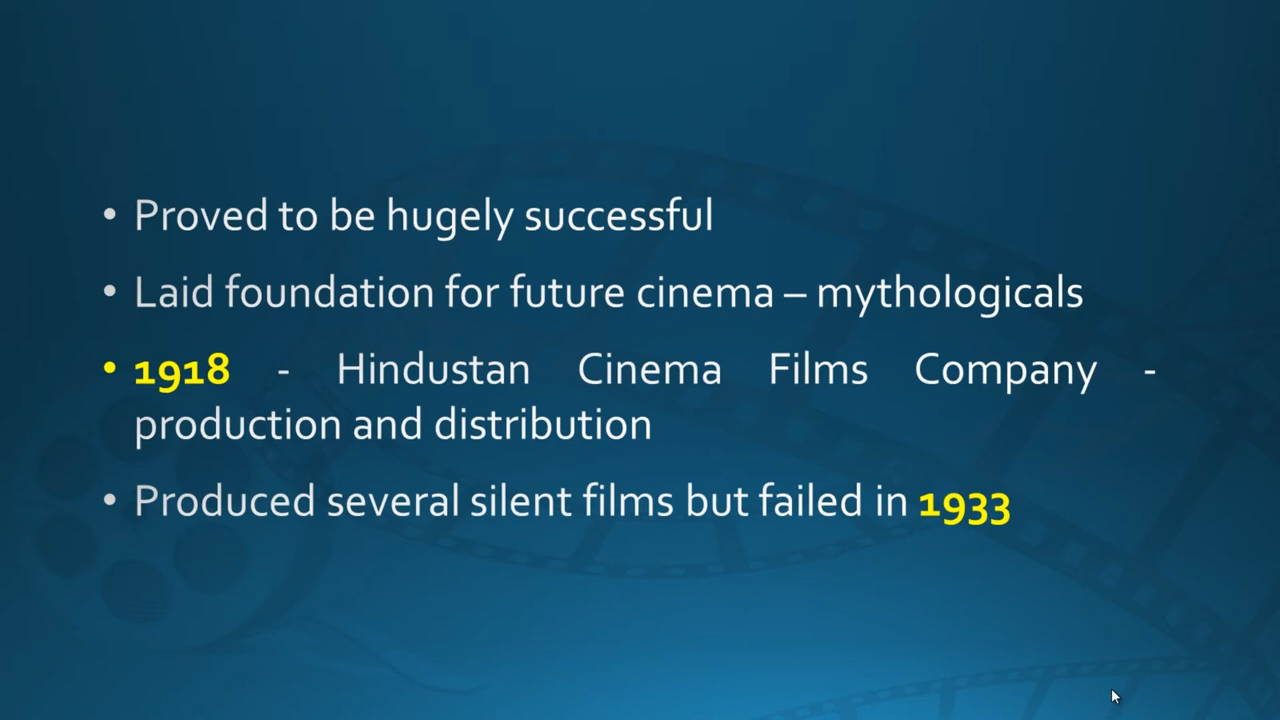 • Proved to be hugely successful
• Laid foundation for future cinema – mythologicals
• 1918 - Hindustan Cinema Films Company -
production and distribution
• Produced several silent films but failed in 1933